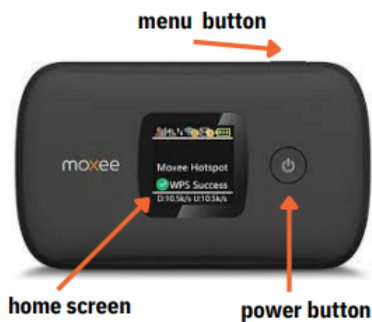 menu button
moxee
Moxee Hotspot
WPS Success
D:10.5k/s U:10.5k/s
home screen
power button